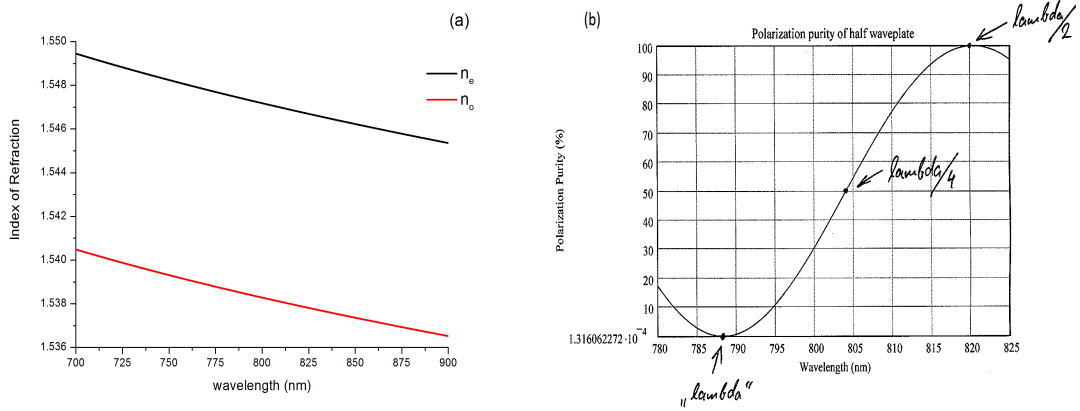 (a)
1.550
1.548
1.546
1.544
1.542
1.540
1.538
1.536
Index of Refraction
700 725 750 775 800 825 850 875 900
wavelength (nm)
nₑ
nₒ
(b)
Polarization purity of half waveplate
100
90
80
70
60
50
40
30
20
10
1.316062272·10⁻⁴
Polarization Purity (%)
780 785 790 795 800 805 810 815 820 825
Wavelength (nm)
lambda/2
lambda/4
„lambda“